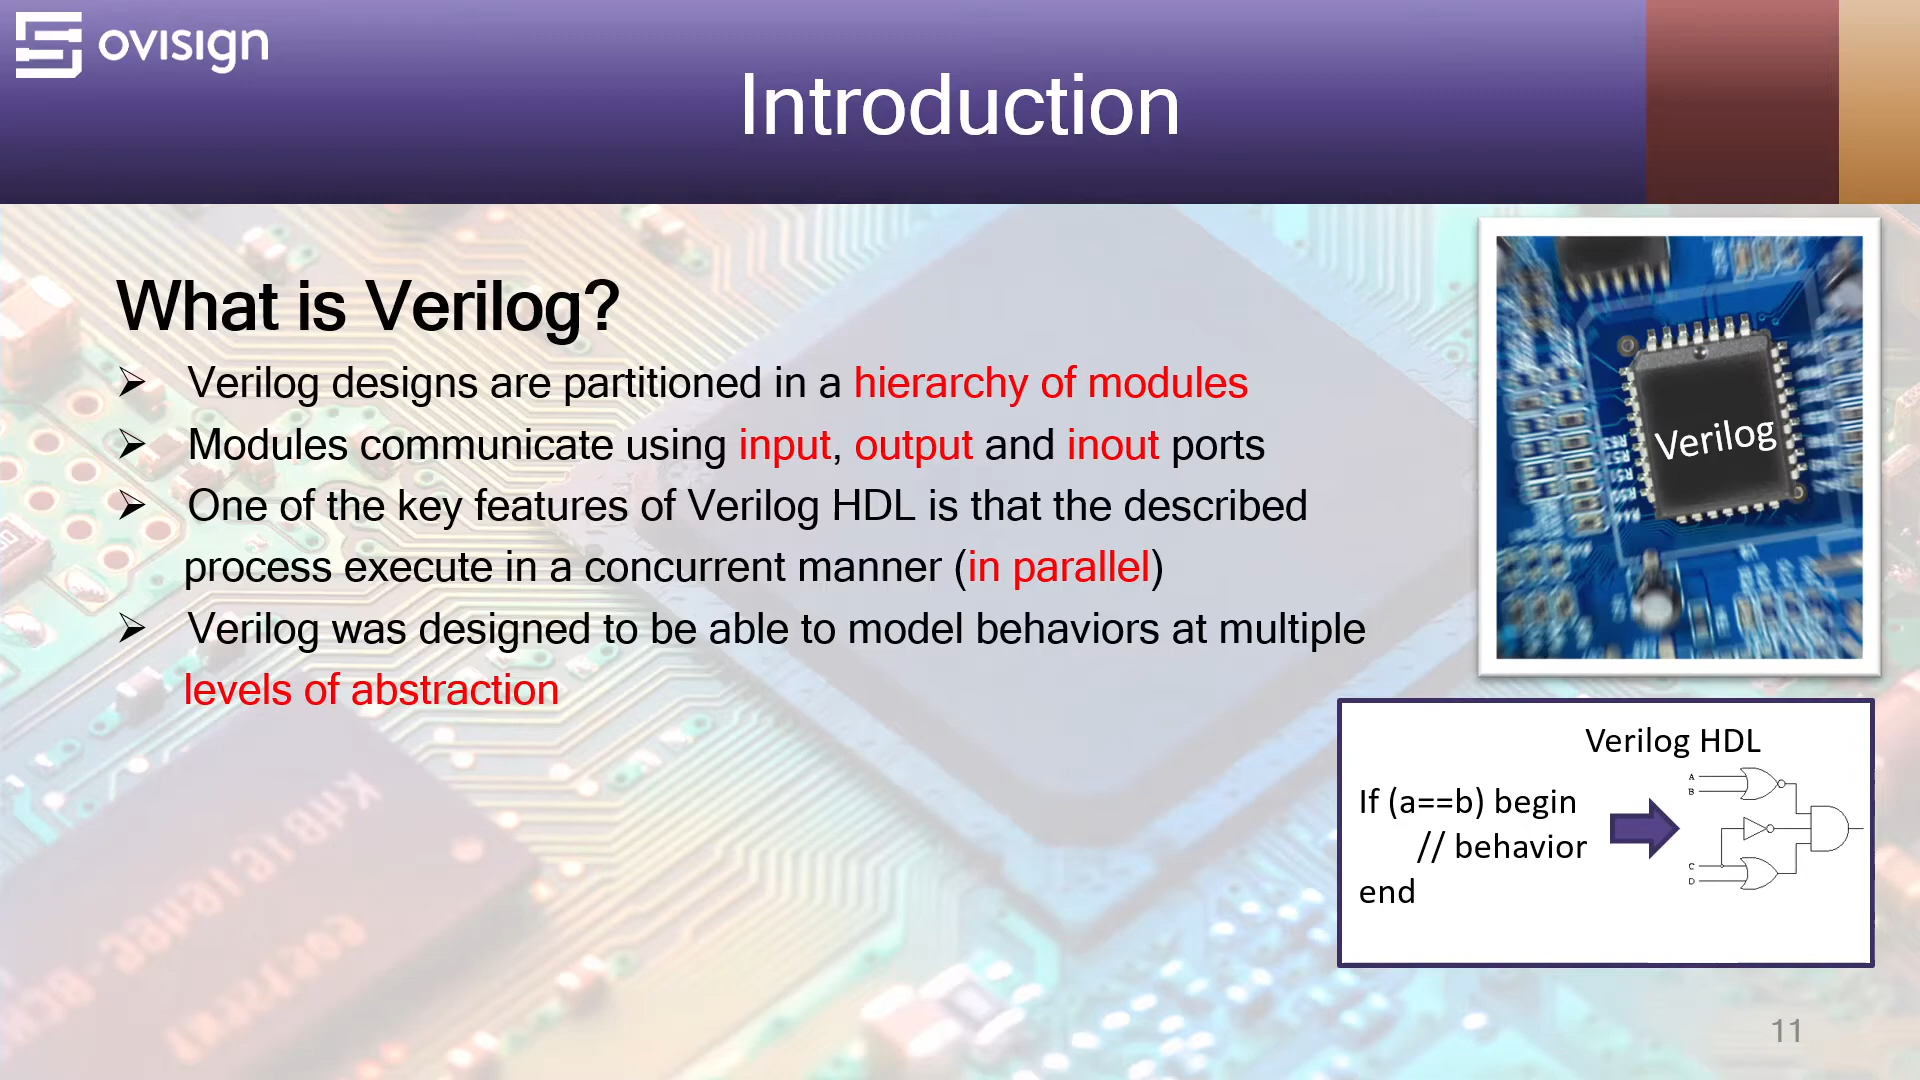 ovisign
Introduction
What is Verilog?
Verilog designs are partitioned in a hierarchy of modules
Modules communicate using input, output and inout ports
One of the key features of Verilog HDL is that the described
process execute in a concurrent manner (in parallel)
Verilog was designed to be able to model behaviors at multiple
levels of abstraction
Verilog
Verilog HDL
If (a==b) begin
// behavior
end
A
B
C
D
11